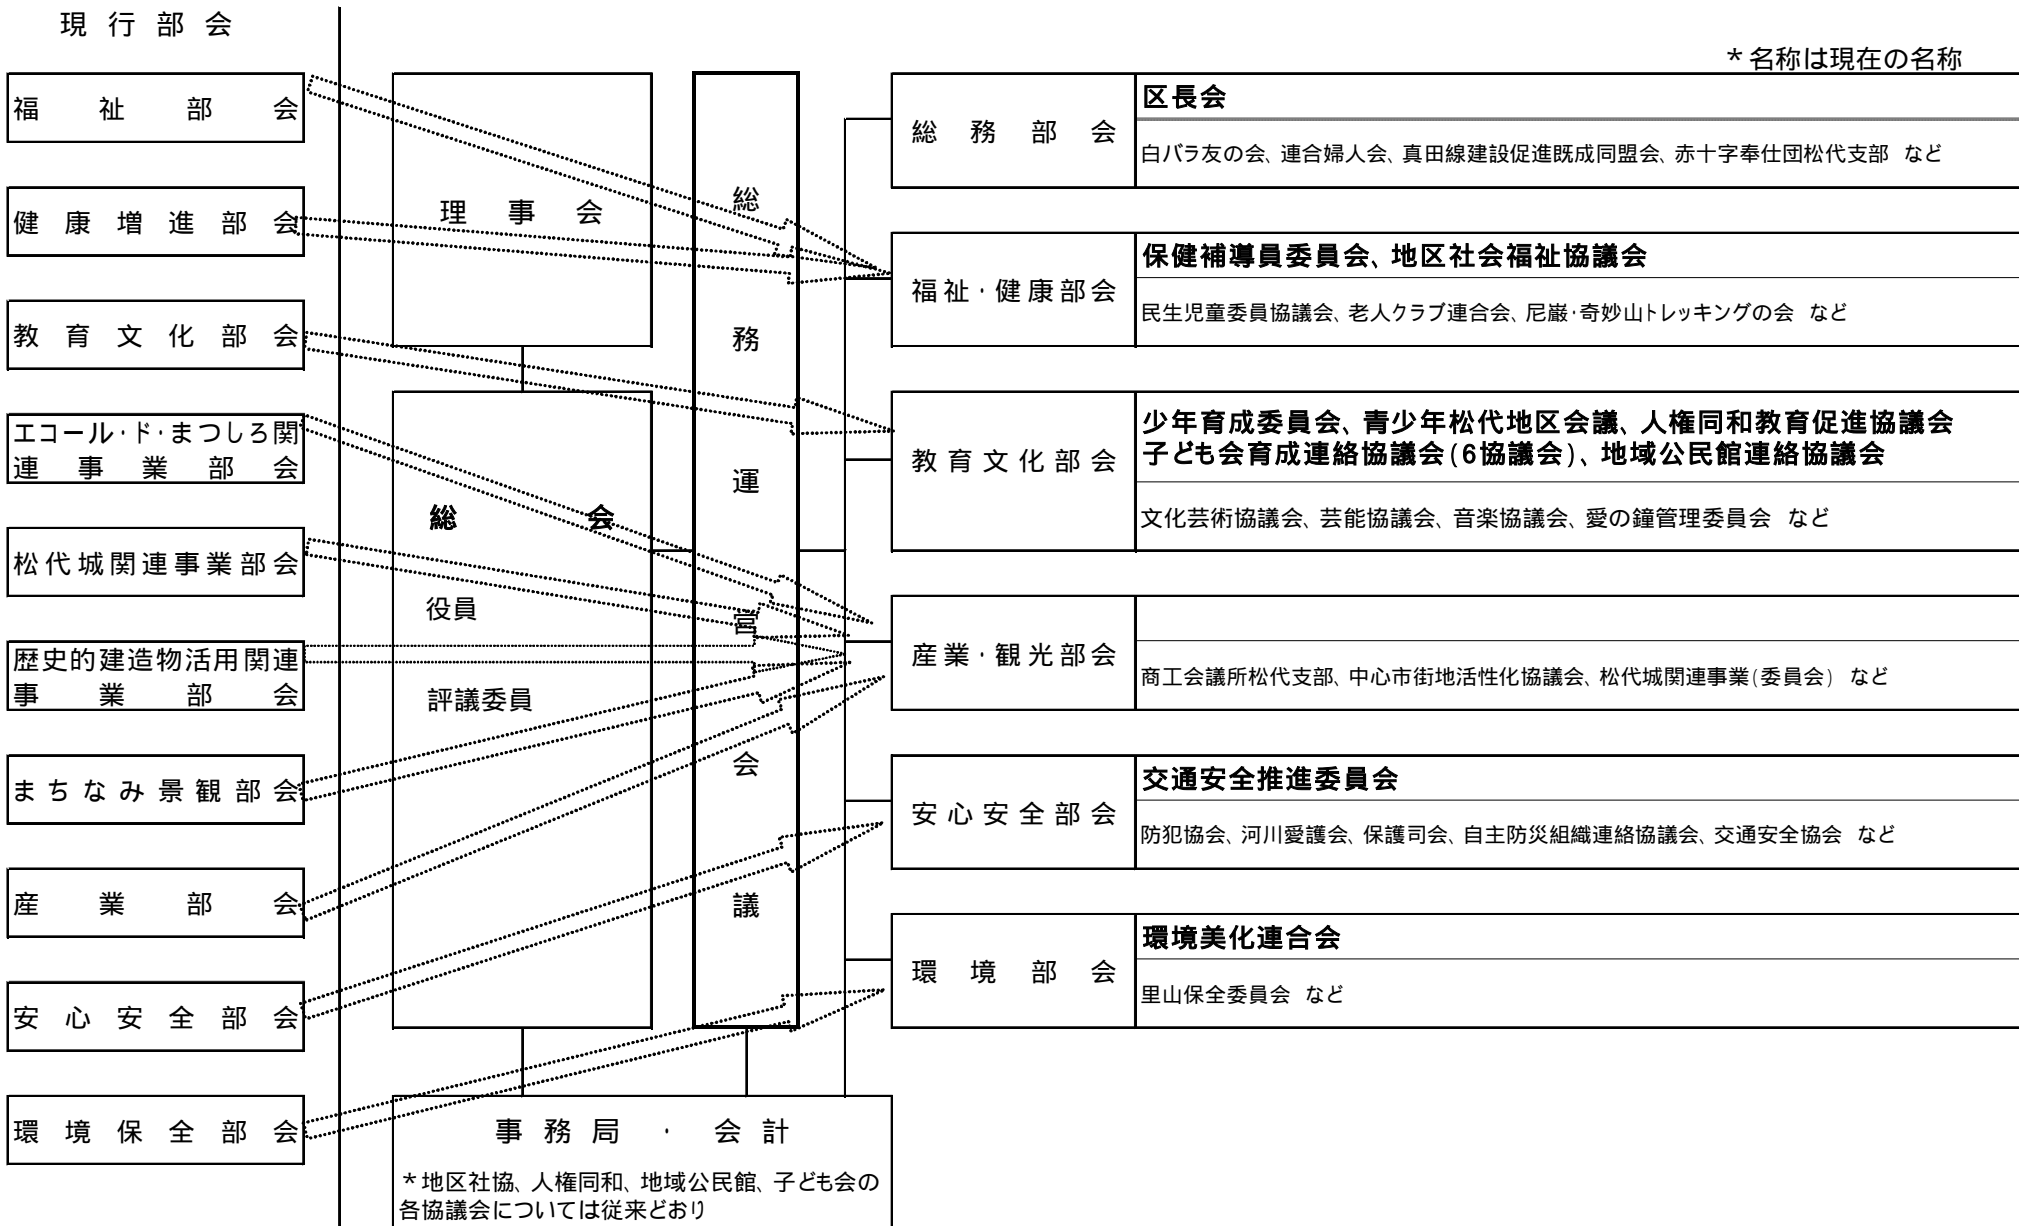 現行部会
＊名称は現在の名称
福祉部会
健康増進部会
教育文化部会
エコール・ド・まつしろ関
連事業部会
松代城関連事業部会
歴史的建造物活用関連
事業部会
まちなみ景観部会
産業部会
安心安全部会
環境保全部会
理事会
総会
役員
評議委員
総務運営会議
事務局・会計
＊地区社協、人権同和、地域公民館、子ども会の
各協議会については従来どおり
総務部会
区長会
白バラ友の会、連合婦人会、真田線建設促進既成同盟会、赤十字奉仕団松代支部 など
福祉・健康部会
保健補導員委員会、地区社会福祉協議会
民生児童委員協議会、老人クラブ連合会、尼巌・奇妙山トレッキングの会 など
教育文化部会
少年育成委員会、青少年松代地区会議、人権同和教育促進協議会
子ども会育成連絡協議会(6協議会)、地域公民館連絡協議会
文化芸術協議会、芸能協議会、音楽協議会、愛の鐘管理委員会 など
産業・観光部会
商工会議所松代支部、中心市街地活性化協議会、松代城関連事業(委員会) など
安心安全部会
交通安全推進委員会
防犯協会、河川愛護会、保護司会、自主防災組織連絡協議会、交通安全協会 など
環境部会
環境美化連合会
里山保全委員会 など